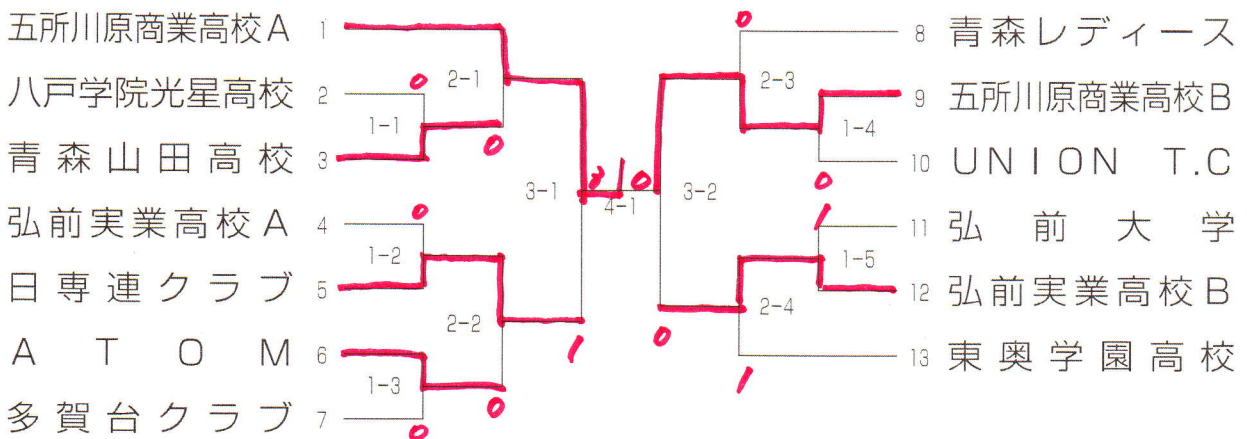 五所川原商業高校A 1
八戸学院光星高校 2
青森山田高校 3
弘前実業高校A 4
日専連クラブ 5
ATOM 6
多賀台クラブ 7
0
2-1
1-1
0
3-1
0
1-2
2-2
1
1-3
0
0
3
4-1
0
0
8 青森レディース
9 五所川原商業高校B
10 UNION T.C
11 弘前大学
12 弘前実業高校B
13 東奥学園高校
2-3
1-4
0
3-2
1
1-5
2-4
0
1